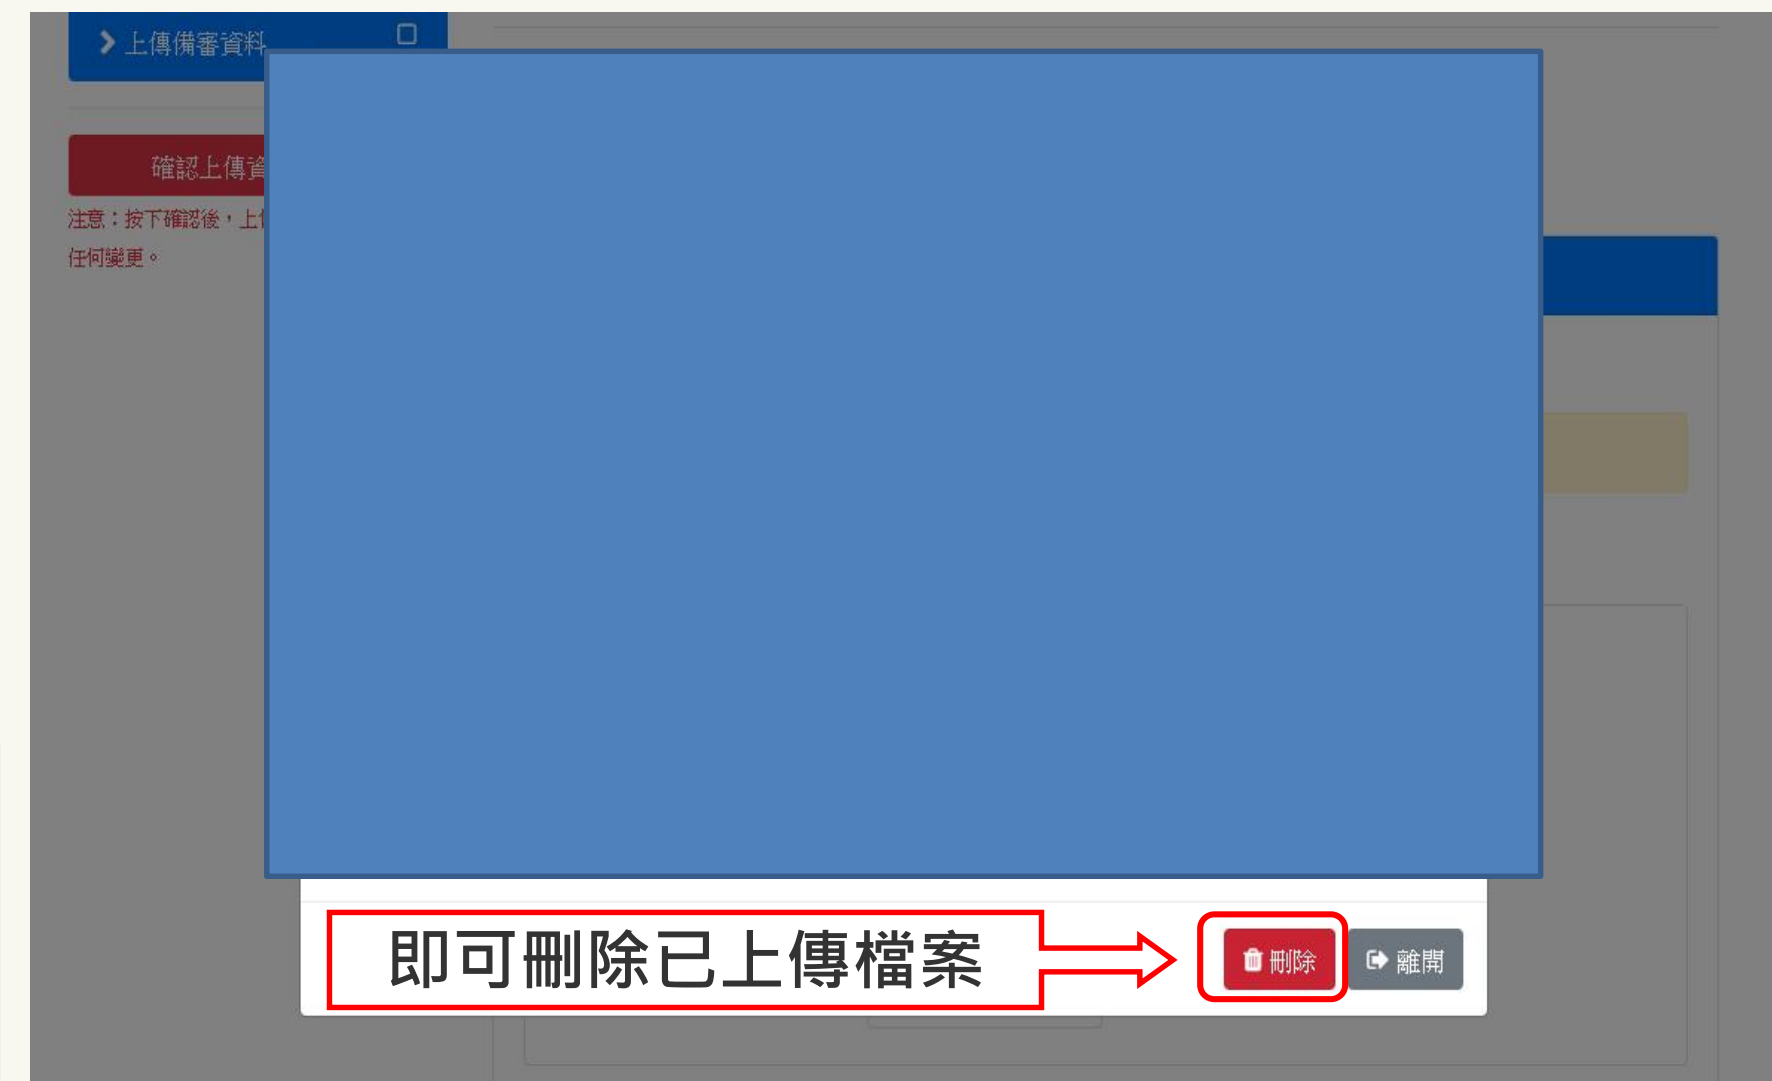 上傳備審資料
確認上傳資
注意：按下確認後，上
任何變更。
即可刪除已上傳檔案
刪除
離開